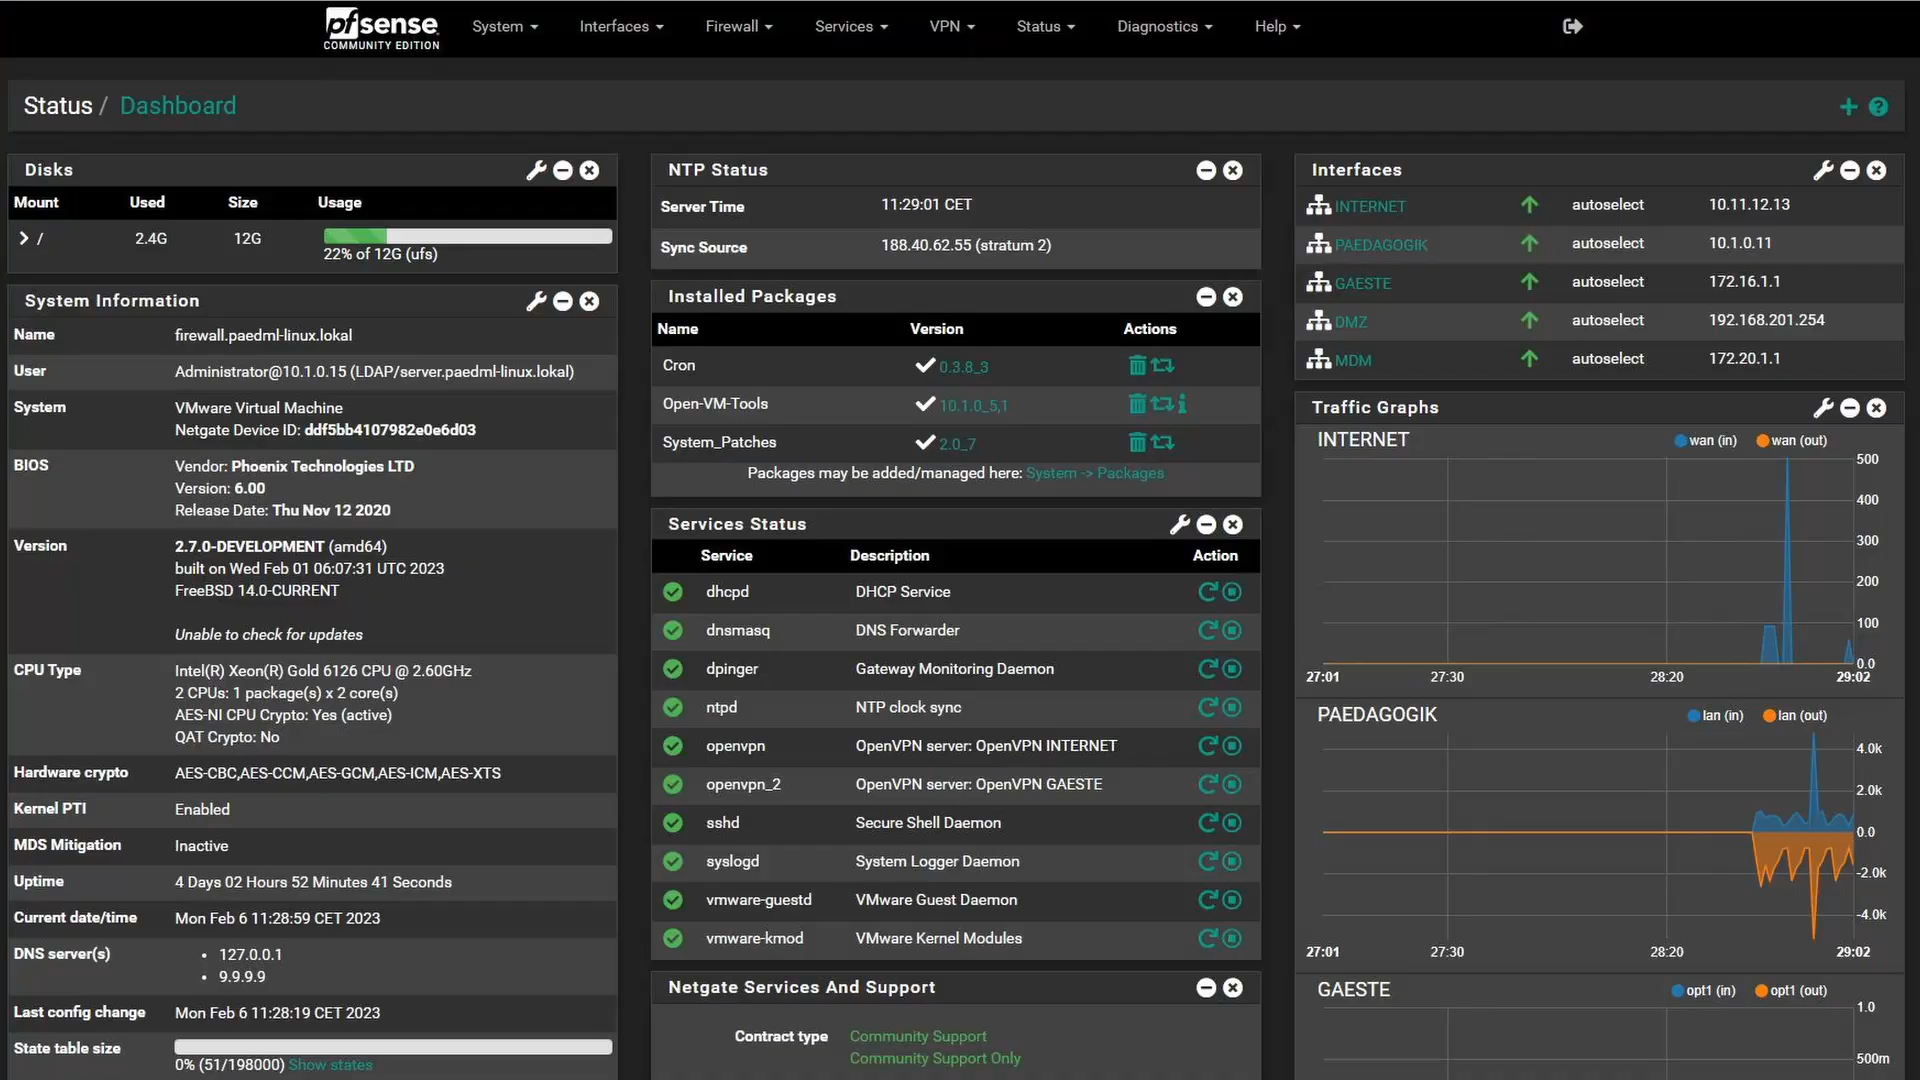 pfsense
COMMUNITY EDITION
System
Interfaces
Firewall
Services
VPN
Status
Diagnostics
Help
Status / Dashboard
Disks
Mount Used Size Usage
/ 2.4G 12G
22% of 12G (ufs)
System Information
Name firewall.paedml-linux.lokal
User Administrator@10.1.0.15 (LDAP/server.paedml-linux.lokal)
System VMware Virtual Machine
Netgate Device ID: ddf5bb4107982e0e6d03
BIOS Vendor: Phoenix Technologies LTD
Version: 6.00
Release Date: Thu Nov 12 2020
Version 2.7.0-DEVELOPMENT (amd64)
built on Wed Feb 01 06:07:31 UTC 2023
FreeBSD 14.0-CURRENT
Unable to check for updates
CPU Type Intel(R) Xeon(R) Gold 6126 CPU @ 2.60GHz
2 CPUs: 1 package(s) x 2 core(s)
AES-NI CPU Crypto: Yes (active)
QAT Crypto: No
Hardware crypto AES-CBC,AES-CCM,AES-GCM,AES-ICM,AES-XTS
Kernel PTI Enabled
MDS Mitigation Inactive
Uptime 4 Days 02 Hours 52 Minutes 41 Seconds
Current date/time Mon Feb 6 11:28:59 CET 2023
DNS server(s) • 127.0.0.1
• 9.9.9.9
Last config change Mon Feb 6 11:28:19 CET 2023
State table size
0% (51/198000) Show states
NTP Status
Server Time 11:29:01 CET
Sync Source 188.40.62.55 (stratum 2)
Installed Packages
Name Version Actions
Cron 0.3.8_3
Open-VM-Tools 10.1.0_5,1
System_Patches 2.0_7
Packages may be added/managed here: System -> Packages
Services Status
Service Description Action
dhcpd DHCP Service
dnsmasq DNS Forwarder
dpinger Gateway Monitoring Daemon
ntpd NTP clock sync
openvpn OpenVPN server: OpenVPN INTERNET
openvpn_2 OpenVPN server: OpenVPN GAESTE
sshd Secure Shell Daemon
syslogd System Logger Daemon
vmware-guestd VMware Guest Daemon
vmware-kmod VMware Kernel Modules
Netgate Services And Support
Contract type Community Support
Community Support Only
Interfaces
INTERNET autoselect 10.11.12.13
PAEDAGOGIK autoselect 10.1.0.11
GAESTE autoselect 172.16.1.1
DMZ autoselect 192.168.201.254
MDM autoselect 172.20.1.1
Traffic Graphs
INTERNET wan (in) wan (out)
500
400
300
200
100
0.0
27:01 27:30 28:20 29:02
PAEDAGOGIK lan (in) lan (out)
4.0k
2.0k
0.0
-2.0k
-4.0k
27:01 27:30 28:20 29:02
GAESTE opt1 (in) opt1 (out)
1.0
500m